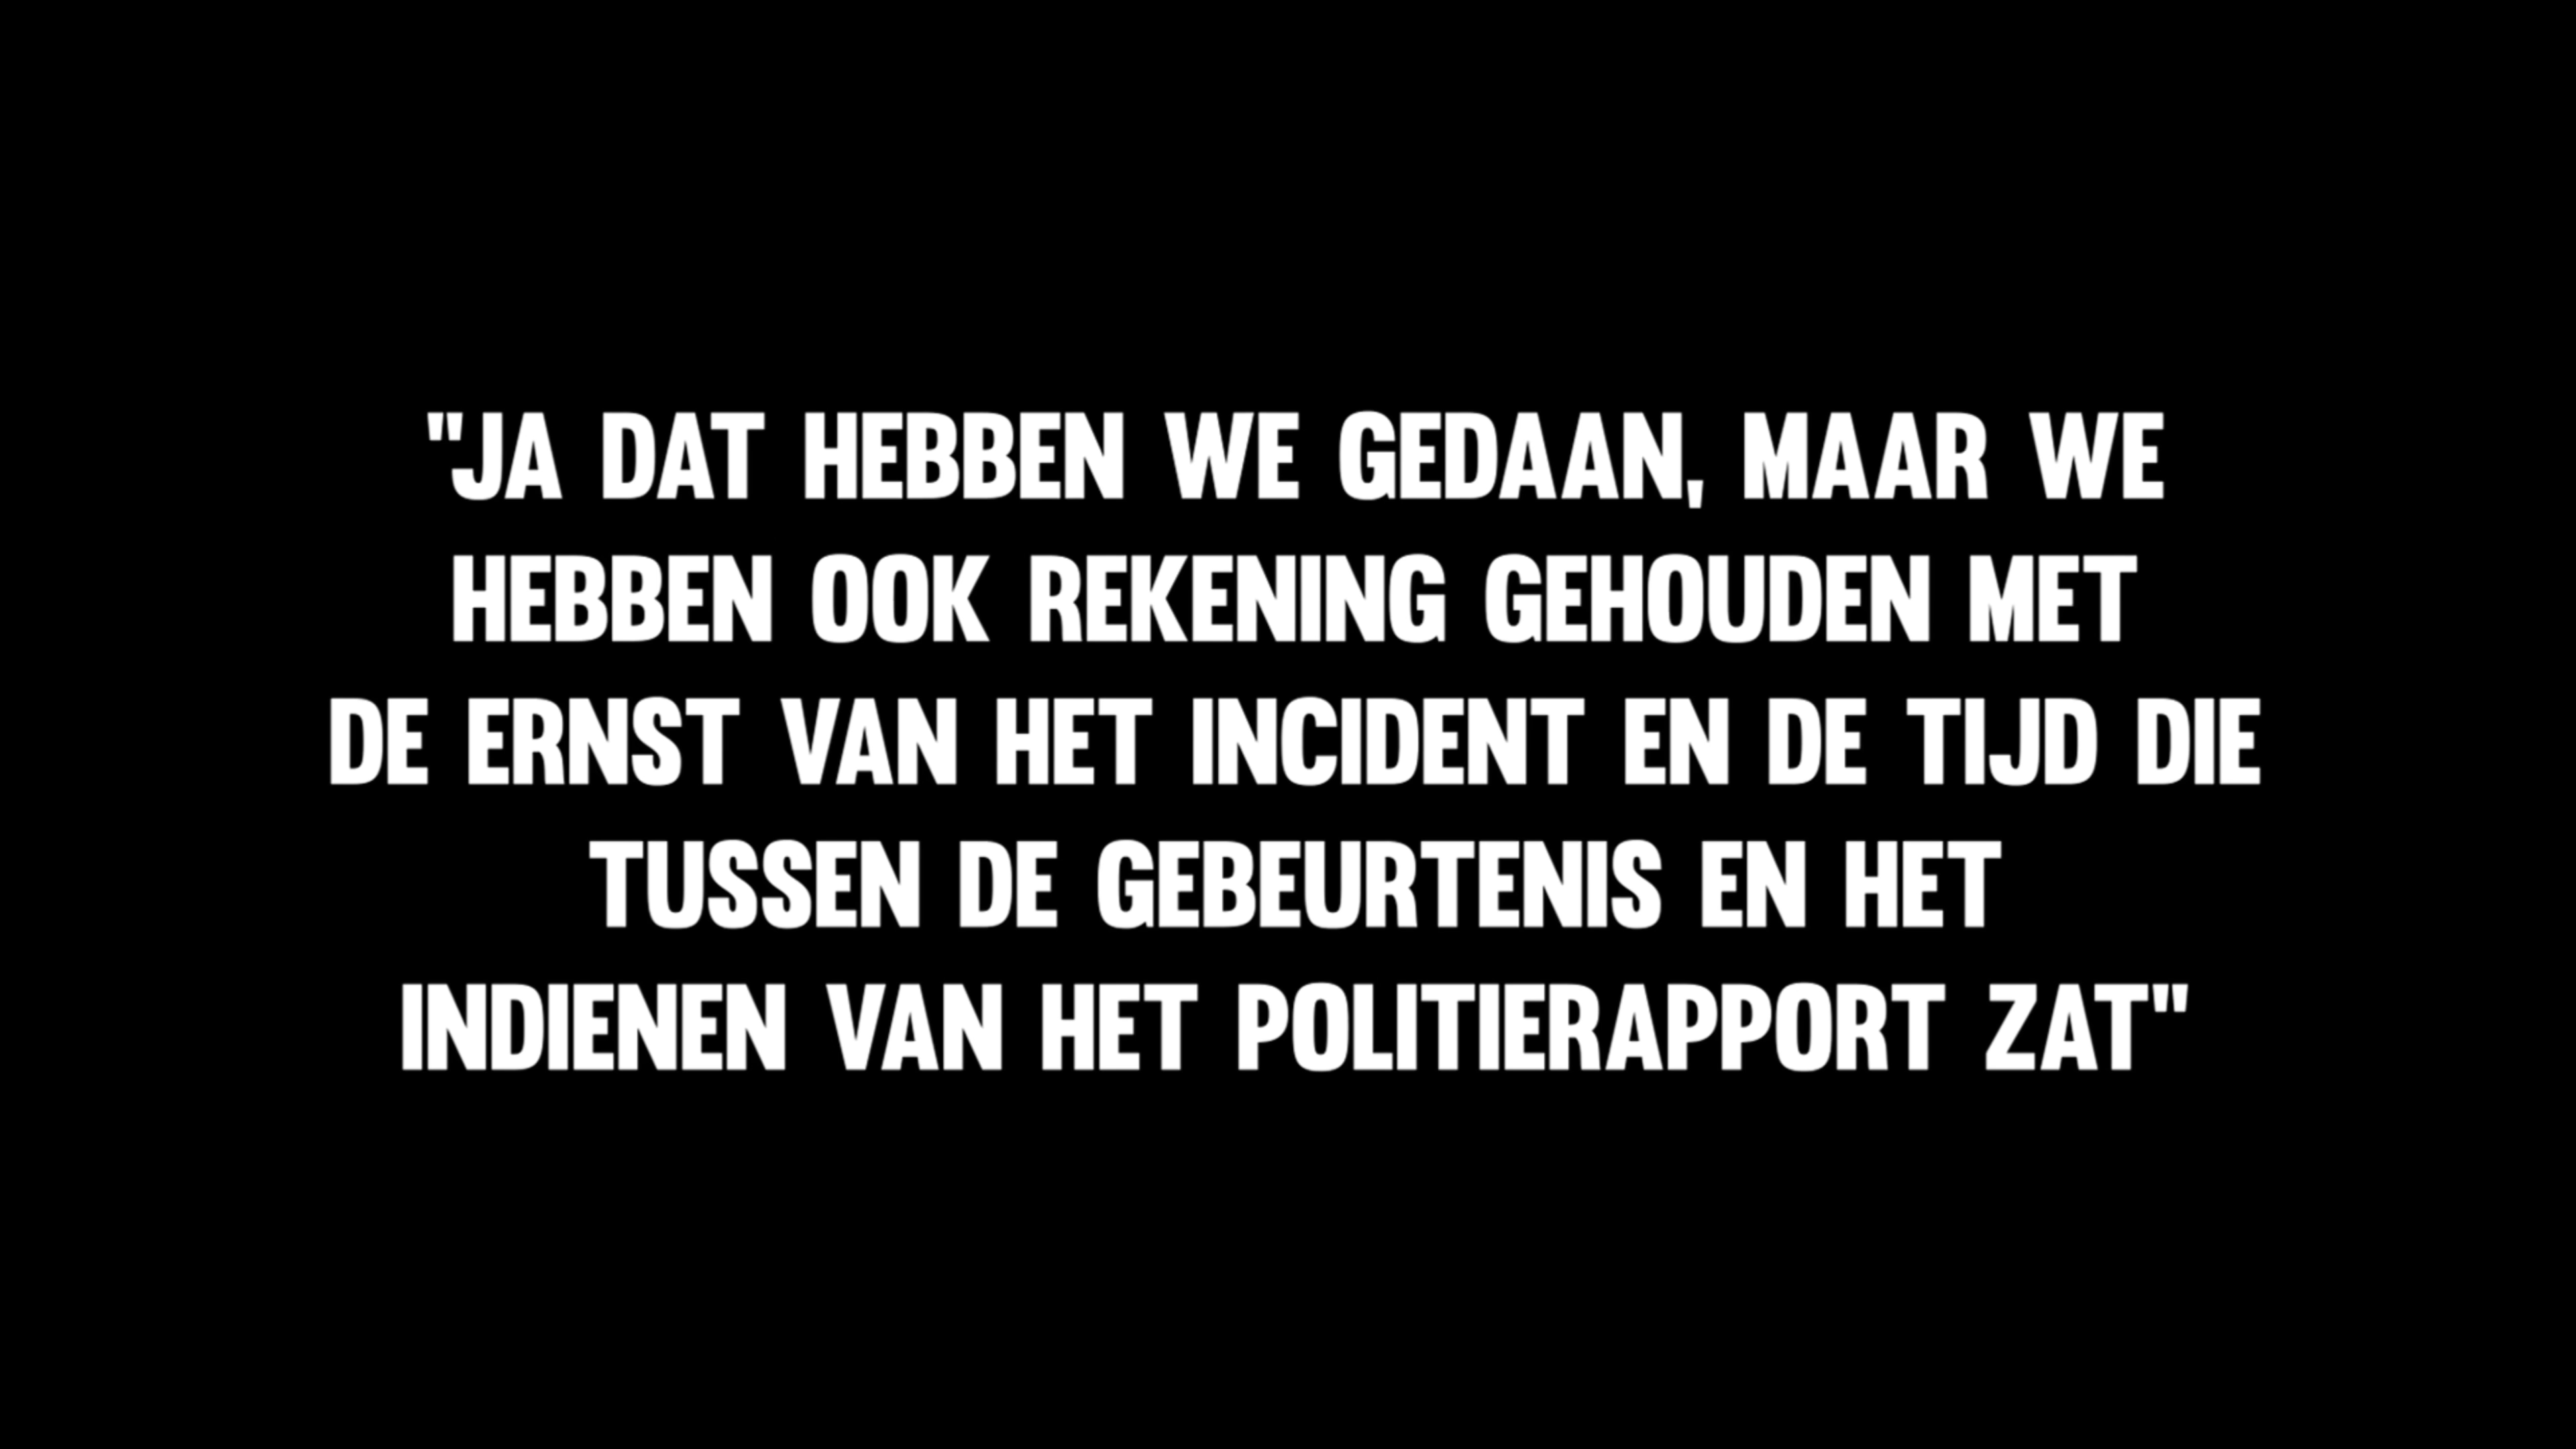 "JA DAT HEBBEN WE GEDAAN, MAAR WE
HEBBEN OOK REKENING GEHOUDEN MET
DE ERNST VAN HET INCIDENT EN DE TIJD DIE
TUSSEN DE GEBEURTENIS EN HET
INDIENEN VAN HET POLITIERAPPORT ZAT"